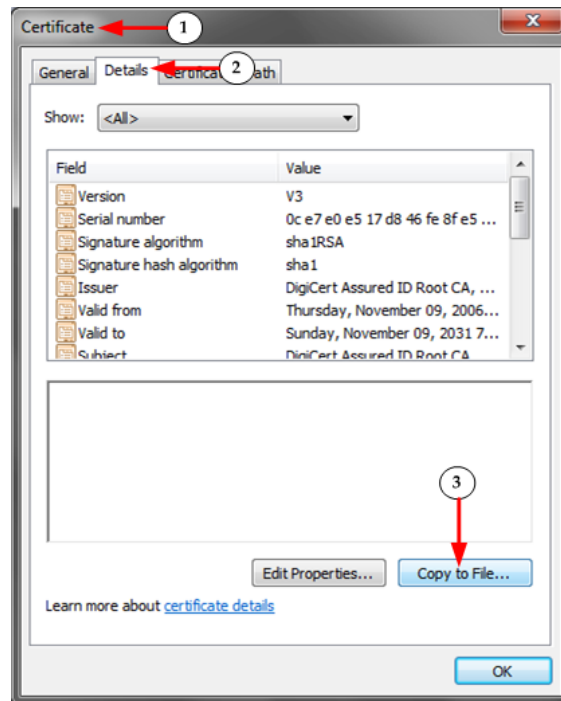 Certificate 1
General Details Certificat 2 ath
Show: <All>
Field Value
Version V3
Serial number 0c e7 e0 e5 17 d8 46 fe 8f e5 ...
Signature algorithm sha1RSA
Signature hash algorithm sha1
Issuer DigiCert Assured ID Root CA, ...
Valid from Thursday, November 09, 2006...
Valid to Sunday, November 09, 2031 7...
Subject DigiCert Assured ID Root CA
3
Edit Properties... Copy to File...
Learn more about certificate details
OK